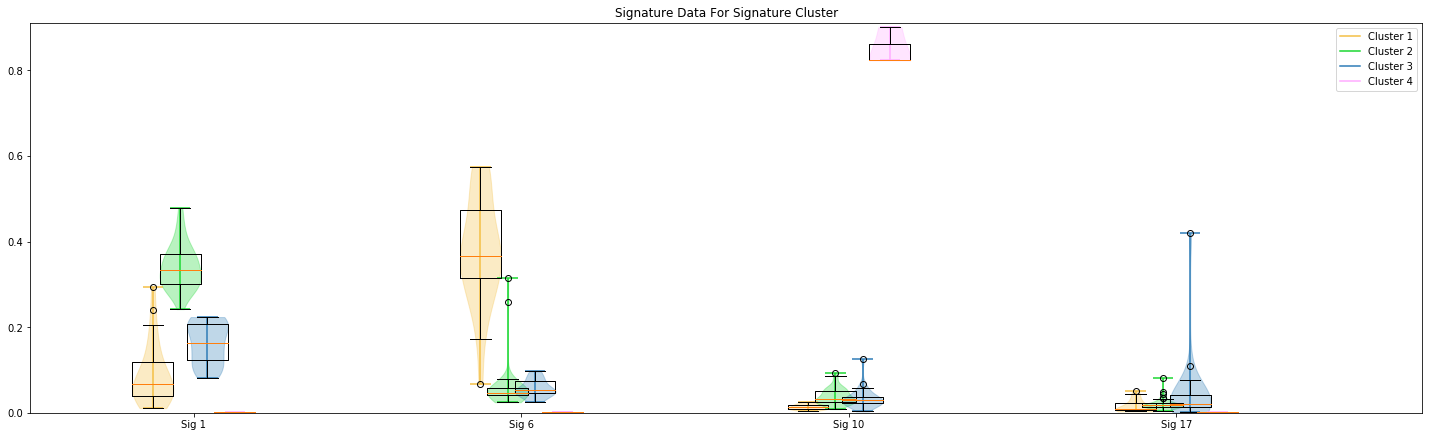 Signature Data For Signature Cluster
Cluster 1
Cluster 2
Cluster 3
Cluster 4
0.8
0.6
0.4
0.2
0.0
Sig 1
Sig 6
Sig 10
Sig 17